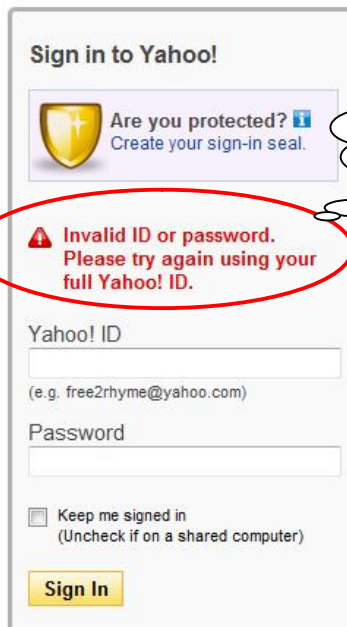 Sign in to Yahoo!
Are you protected?
Create your sign-in seal.
Invalid ID or password.
Please try again using your
full Yahoo! ID.
Yahoo! ID
(e.g. free2rhyme@yahoo.com)
Password
Keep me signed in
(Uncheck if on a shared computer)
Sign In